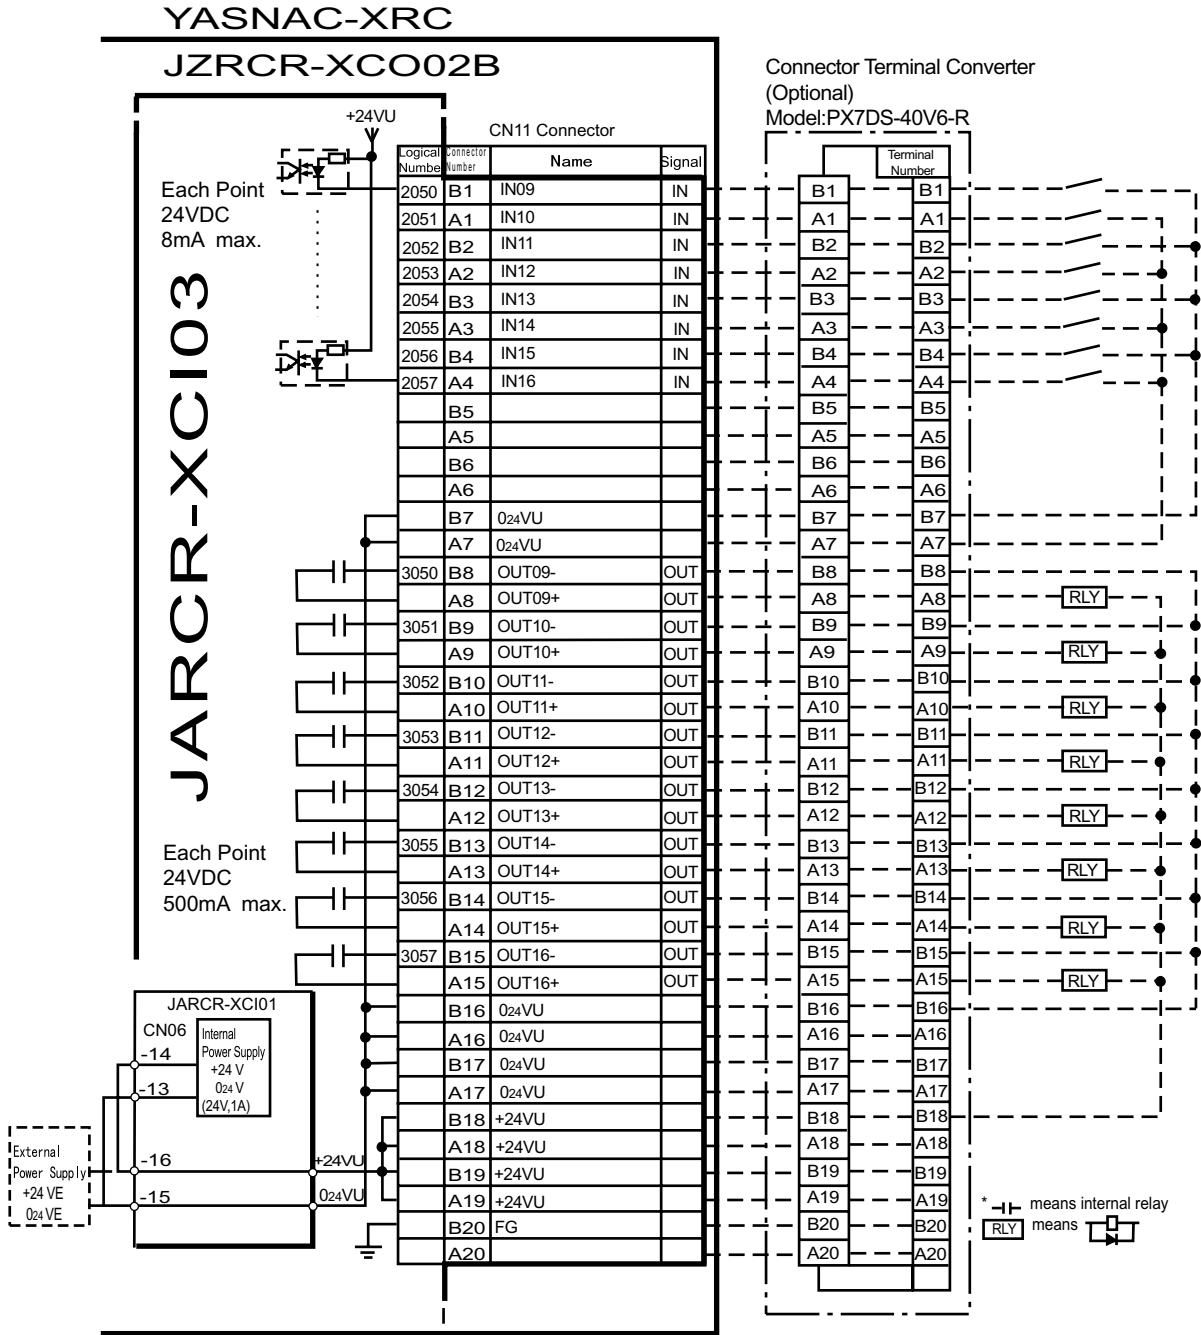 YASNAC-XRC
JZRCR-XCO02B
Connector Terminal Converter
(Optional)
Model:PX7DS-40V6-R
+24VU
CN11 Connector
Logical Numbe Connector Number Name Signal
Terminal Number
Each Point
24VDC
8mA max.
JARCR-XCI03
2050 B1 IN09 IN B1 B1
2051 A1 IN10 IN A1 A1
2052 B2 IN11 IN B2 B2
2053 A2 IN12 IN A2 A2
2054 B3 IN13 IN B3 B3
2055 A3 IN14 IN A3 A3
2056 B4 IN15 IN B4 B4
2057 A4 IN16 IN A4 A4
B5 B5 B5
A5 A5 A5
B6 B6 B6
A6 A6 A6
B7 024VU B7 B7
A7 024VU A7 A7
3050 B8 OUT09- OUT B8 B8
A8 OUT09+ OUT A8 A8 RLY
3051 B9 OUT10- OUT B9 B9
A9 OUT10+ OUT A9 A9 RLY
3052 B10 OUT11- OUT B10 B10
A10 OUT11+ OUT A10 A10 RLY
3053 B11 OUT12- OUT B11 B11
A11 OUT12+ OUT A11 A11 RLY
3054 B12 OUT13- OUT B12 B12
A12 OUT13+ OUT A12 A12 RLY
3055 B13 OUT14- OUT B13 B13
A13 OUT14+ OUT A13 A13 RLY
3056 B14 OUT15- OUT B14 B14
A14 OUT15+ OUT A14 A14 RLY
3057 B15 OUT16- OUT B15 B15
A15 OUT16+ OUT A15 A15 RLY
B16 024VU B16 B16
A16 024VU A16 A16
B17 024VU B17 B17
A17 024VU A17 A17
B18 +24VU B18 B18
A18 +24VU A18 A18
B19 +24VU B19 B19
A19 +24VU A19 A19
B20 FG B20 B20
A20 A20 A20
Each Point
24VDC
500mA max.
JARCR-XCI01
CN06
Internal
Power Supply
+24 V
024 V
(24V,1A)
-14
-13
-16
-15
+24VU
024VU
External
Power Supply
+24 VE
024 VE
* means internal relay
RLY means